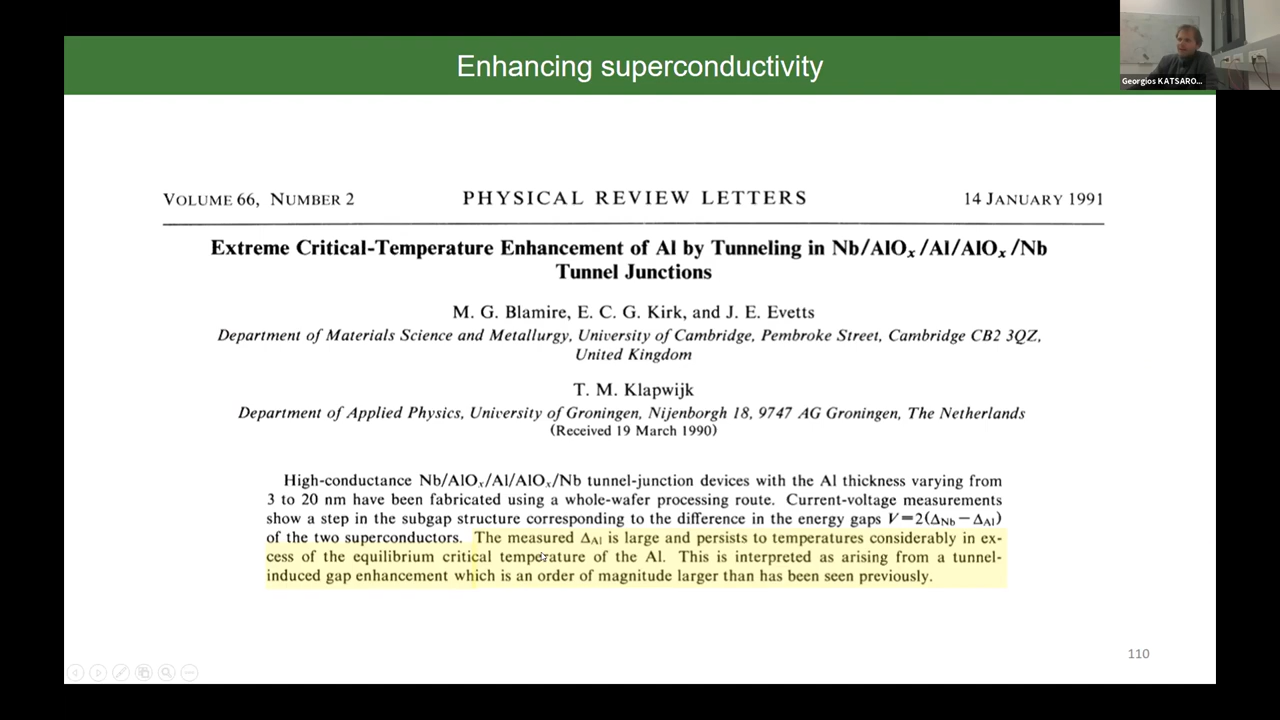 Enhancing superconductivity
Georgios KATSARO...
VOLUME 66, NUMBER 2 PHYSICAL REVIEW LETTERS 14 JANUARY 1991
Extreme Critical-Temperature Enhancement of Al by Tunneling in Nb/AlOₓ/Al/AlOₓ/Nb
Tunnel Junctions
M. G. Blamire, E. C. G. Kirk, and J. E. Evetts
Department of Materials Science and Metallurgy, University of Cambridge, Pembroke Street, Cambridge CB2 3QZ,
United Kingdom
T. M. Klapwijk
Department of Applied Physics, University of Groningen, Nijenborgh 18, 9747 AG Groningen, The Netherlands
(Received 19 March 1990)
High-conductance Nb/AlOₓ/Al/AlOₓ/Nb tunnel-junction devices with the Al thickness varying from
3 to 20 nm have been fabricated using a whole-wafer processing route. Current-voltage measurements
show a step in the subgap structure corresponding to the difference in the energy gaps V=2(Δ_Nb−Δ_Al)
of the two superconductors. The measured Δ_Al is large and persists to temperatures considerably in ex-
cess of the equilibrium critical temperature of the Al. This is interpreted as arising from a tunnel-
induced gap enhancement which is an order of magnitude larger than has been seen previously.
110